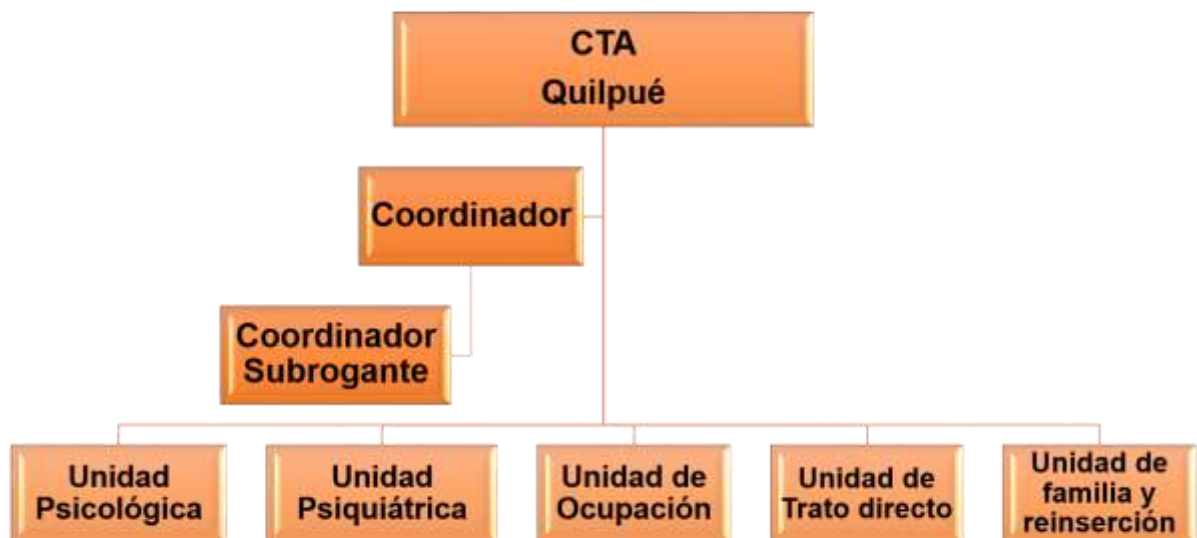 CTA
Quilpué
Coordinador
Coordinador
Subrogante
Unidad
Psicológica
Unidad
Psiquiátrica
Unidad de
Ocupación
Unidad de
Trato directo
Unidad de
familia y
reinserción